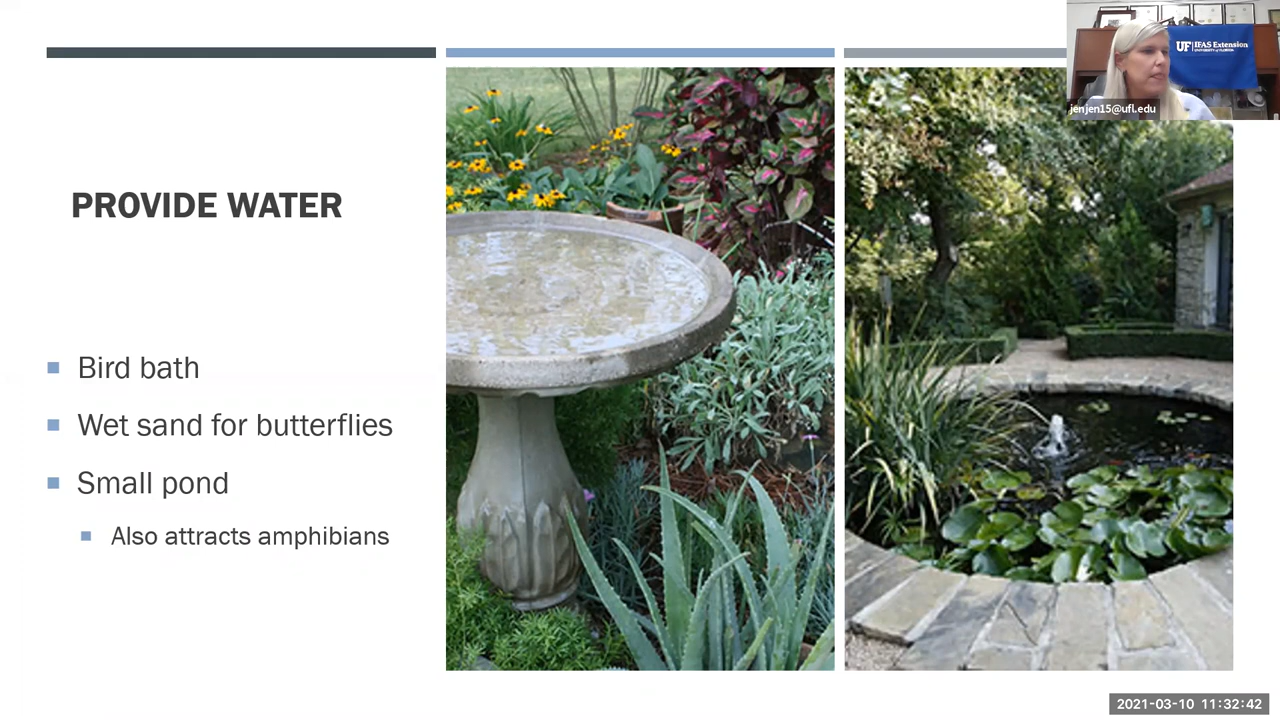 PROVIDE WATER
Bird bath
Wet sand for butterflies
Small pond
Also attracts amphibians
UF IFAS Extension
UNIVERSITY of FLORIDA
jenjen15@ufl.edu
2021-03-10 11:32:42